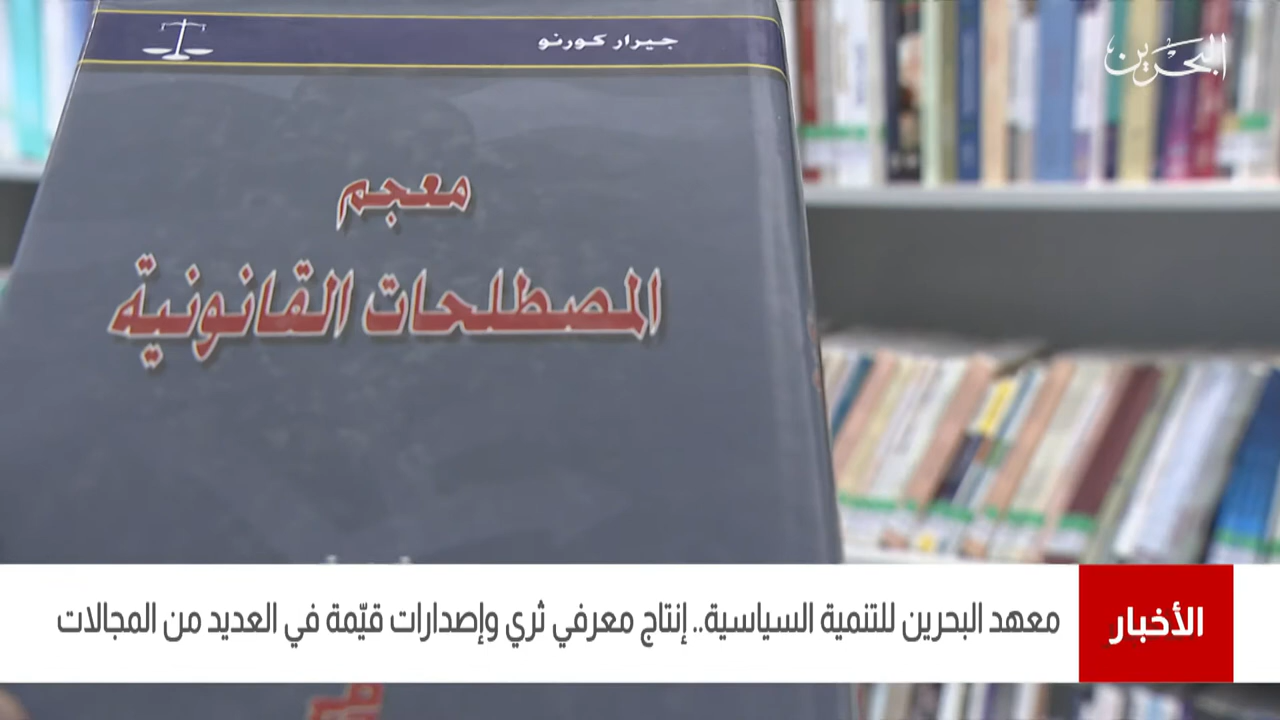 البحرين
جيرار كورنو
معجم
المصطلحات القانونية
الأخبار
معهد البحرين للتنمية السياسية.. إنتاج معرفي ثري وإصدارات قيّمة في العديد من المجالات